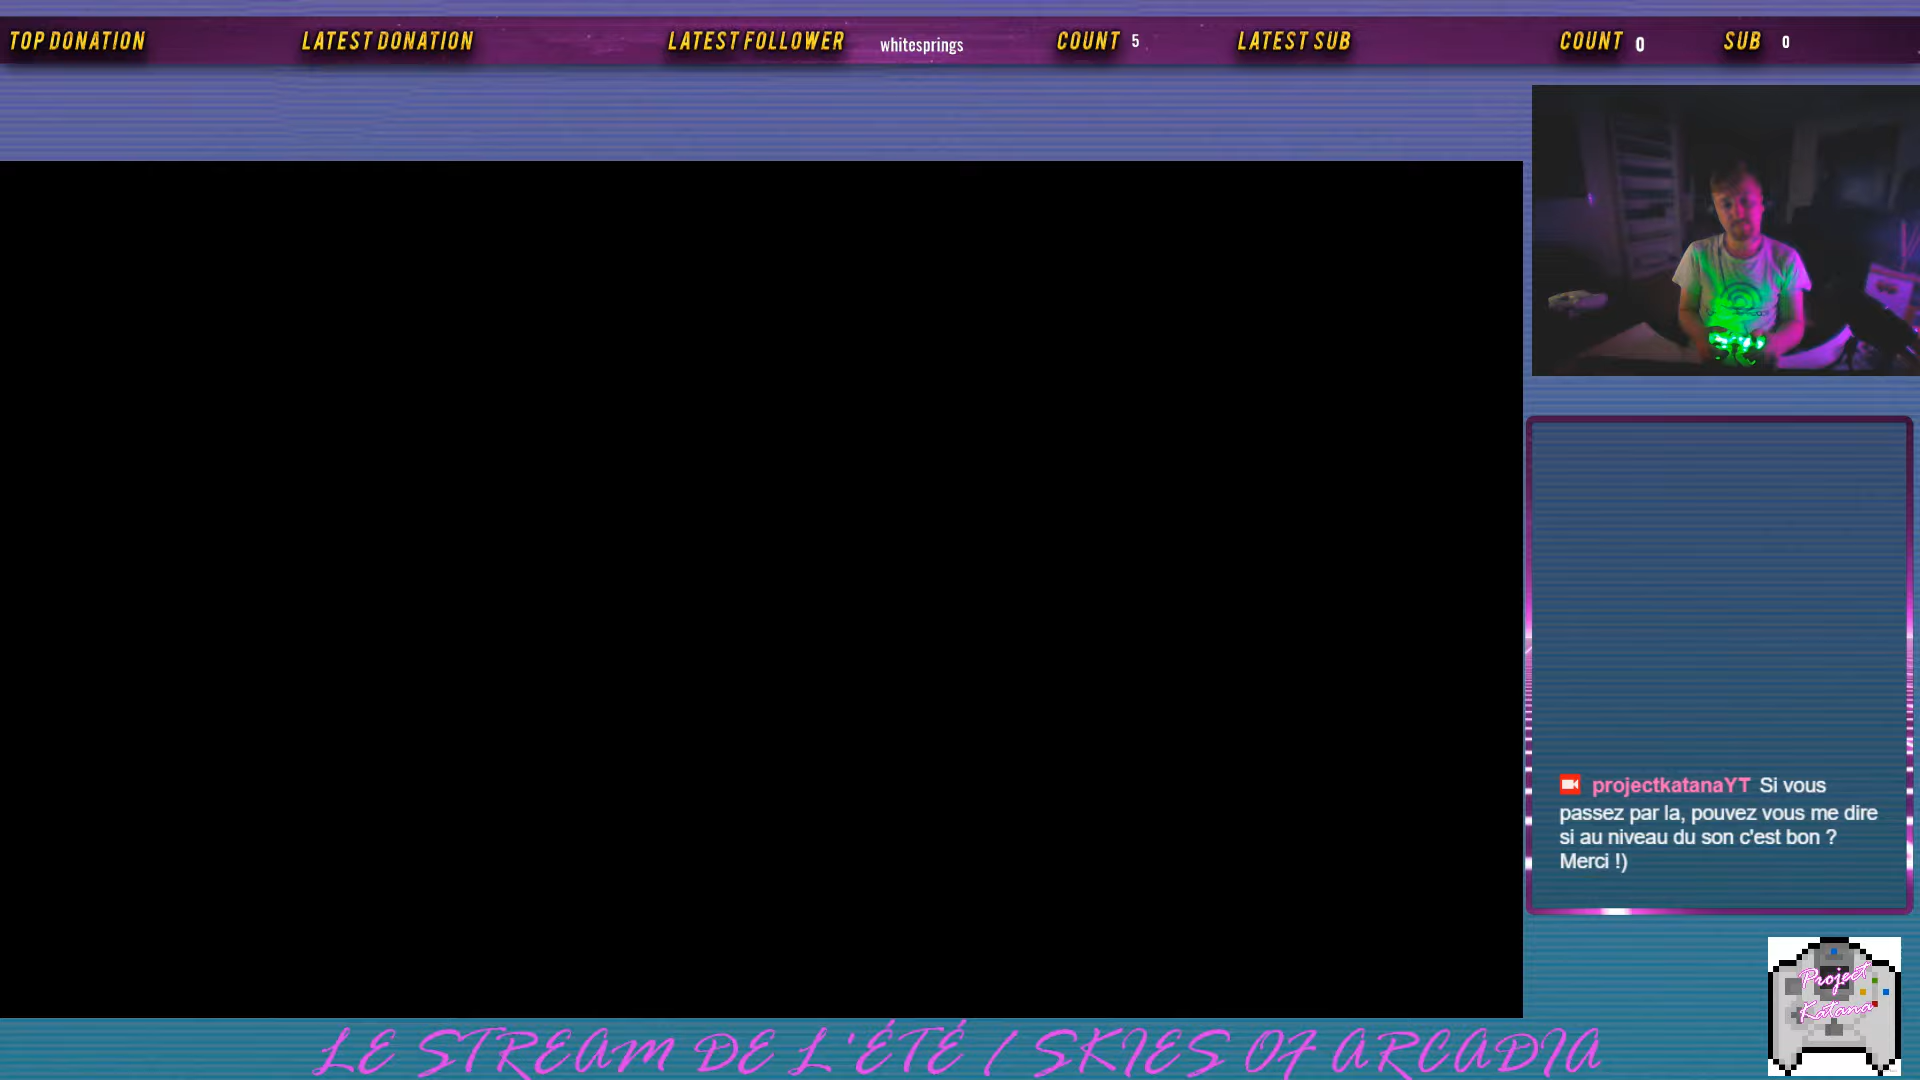 TOP DONATION LATEST DONATION LATEST FOLLOWER whitesprings COUNT 5 LATEST SUB COUNT 0 SUB 0
projectkatanaYT Si vous
passez par la, pouvez vous me dire
si au niveau du son c'est bon ?
Merci !)
Project
Katana
LE STREAM DE L'ÉTÉ / SKIES OF ARCADIA